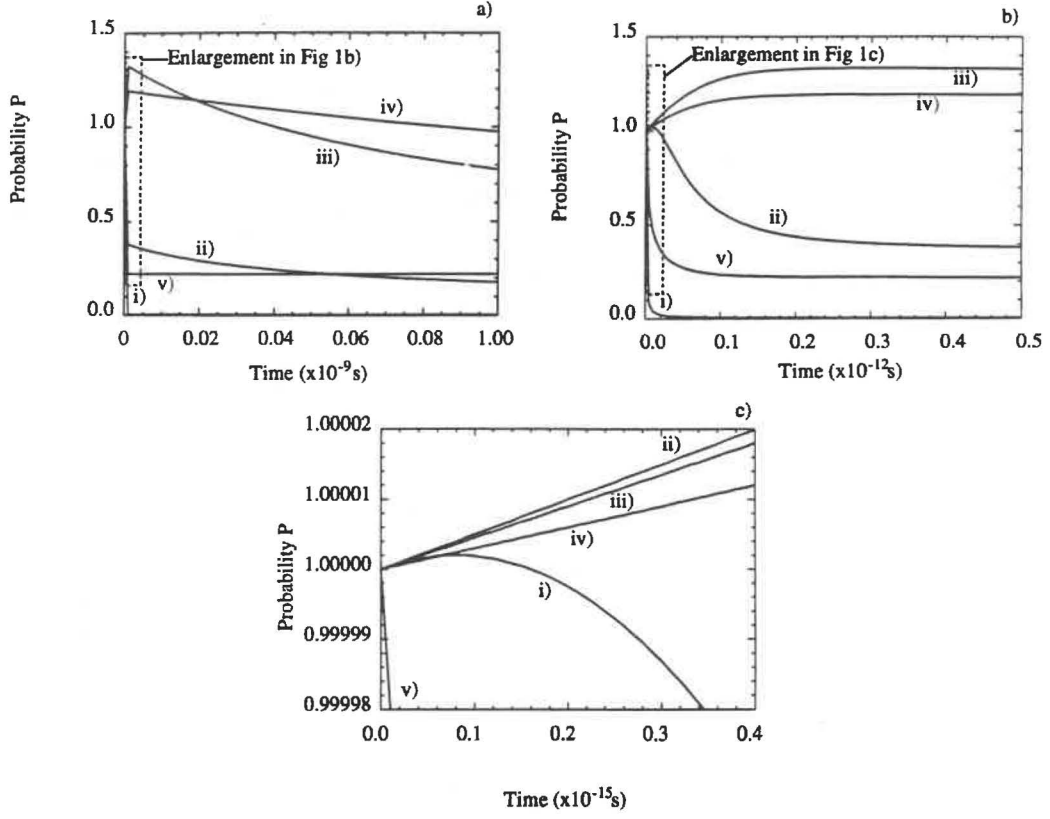 a)
1.5
Enlargement in Fig 1b)
iv)
1.0
iii)
0.5
ii)
v)
i)
0.0
0 0.02 0.04 0.06 0.08 1.00
Time (x10-9s)
Probability P
b)
1.5
Enlargement in Fig 1c)
iii)
iv)
1.0
ii)
0.5
v)
i)
0.0
0.0 0.1 0.2 0.3 0.4 0.5
Time (x10-12s)
Probability P
c)
1.00002
ii)
1.00001
iii)
iv)
1.00000
i)
0.99999
v)
0.99998
0.0 0.1 0.2 0.3 0.4
Time (x10-15s)
Probability P